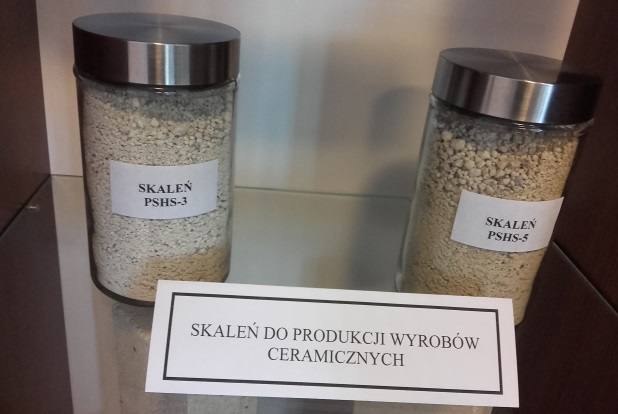 SKALEŃ
PSHS-3
SKALEŃ
PSHS-5
SKALEŃ DO PRODUKCJI WYROBÓW
CERAMICZNYCH